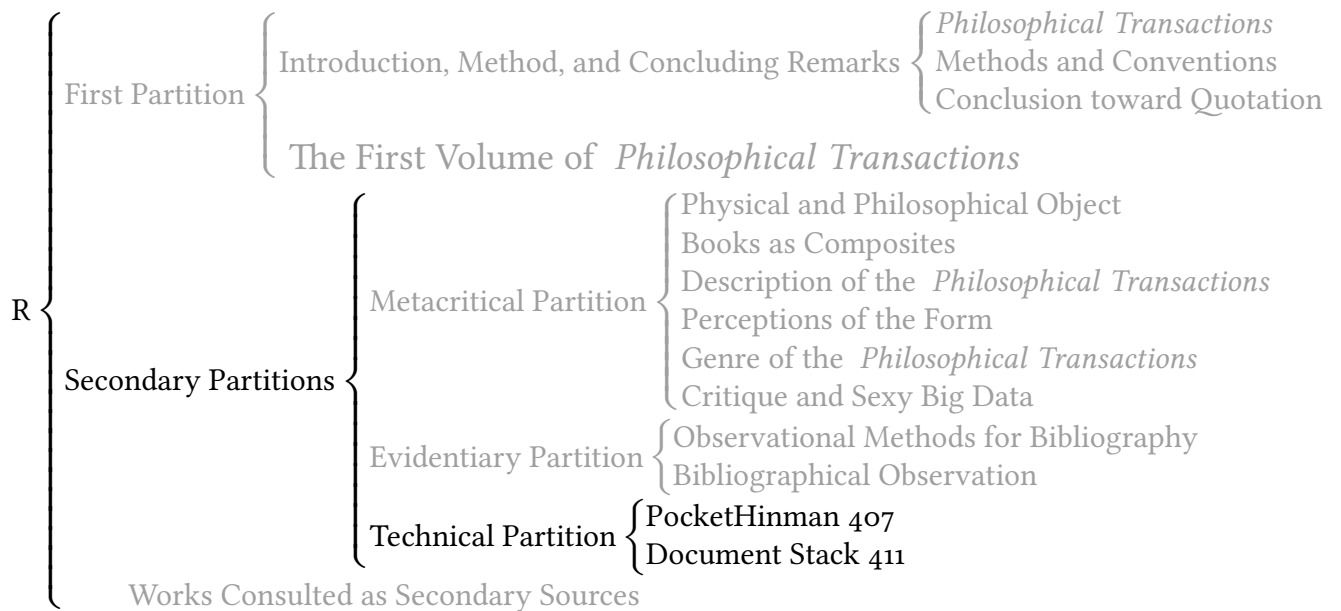 Philosophical Transactions
Introduction, Method, and Concluding Remarks
Methods and Conventions
First Partition
Conclusion toward Quotation
The First Volume of Philosophical Transactions
Physical and Philosophical Object
Books as Composites
Description of the Philosophical Transactions
Metacritical Partition
Perceptions of the Form
R
Genre of the Philosophical Transactions
Secondary Partitions
Critique and Sexy Big Data
Observational Methods for Bibliography
Evidentiary Partition
Bibliographical Observation
PocketHinman 407
Technical Partition
Document Stack 411
Works Consulted as Secondary Sources